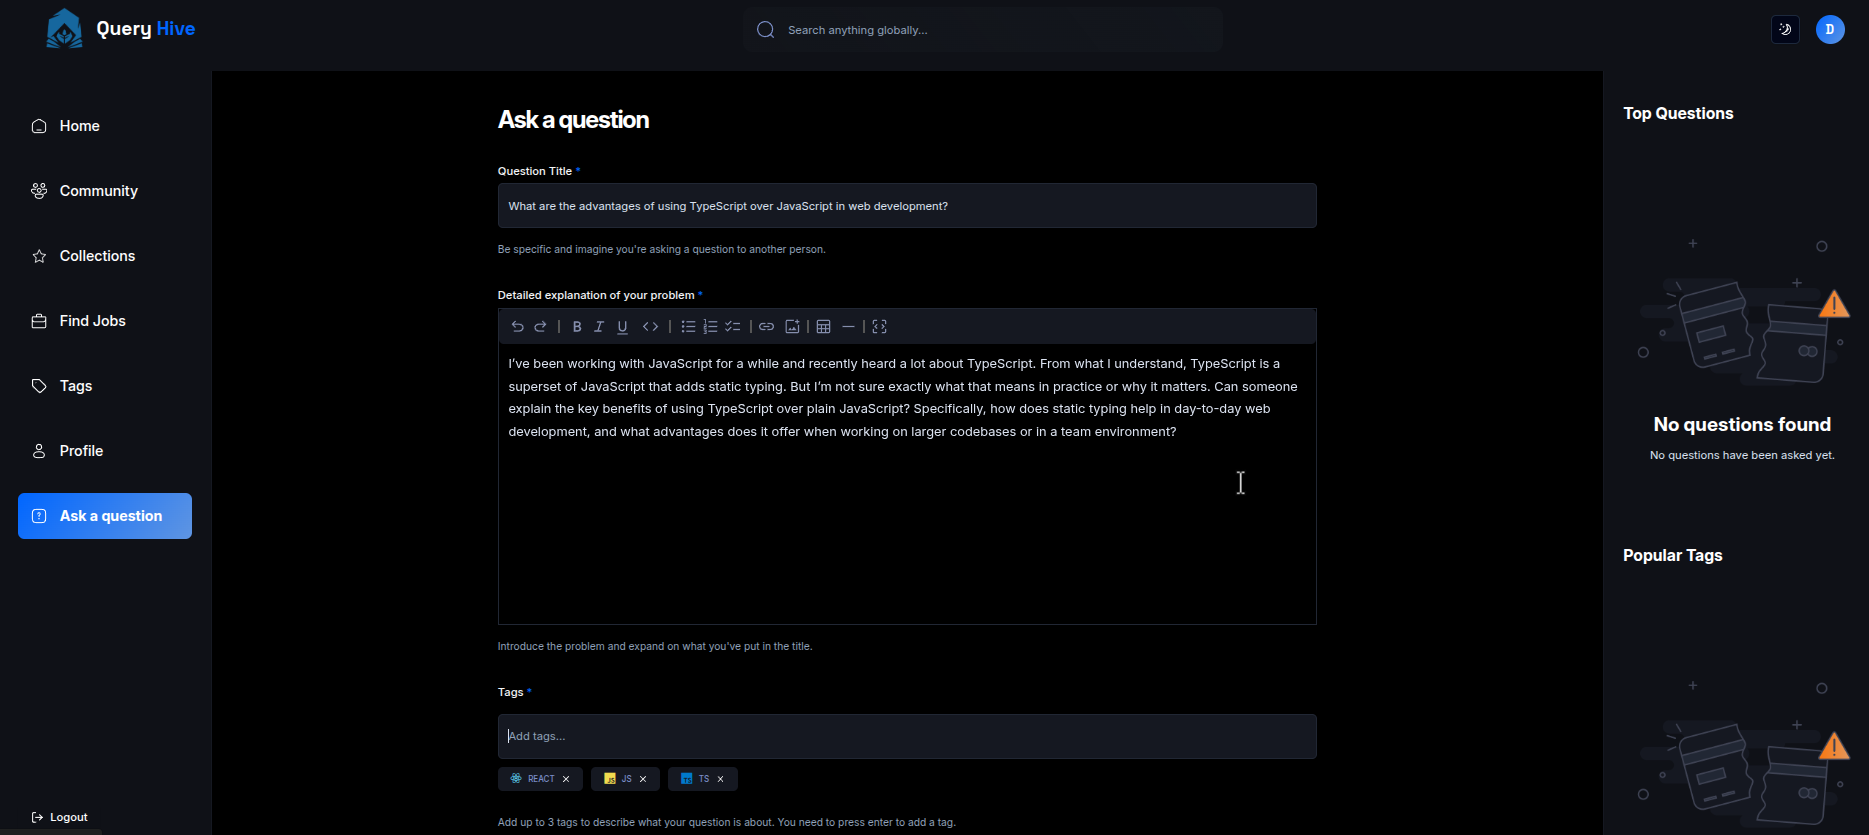 Query Hive
Search anything globally...
D
Home
Community
Collections
Find Jobs
Tags
Profile
Ask a question
Logout
Ask a question
Question Title *
What are the advantages of using TypeScript over JavaScript in web development?
Be specific and imagine you're asking a question to another person.
Detailed explanation of your problem *
B I U
I’ve been working with JavaScript for a while and recently heard a lot about TypeScript. From what I understand, TypeScript is a
superset of JavaScript that adds static typing. But I’m not sure exactly what that means in practice or why it matters. Can someone
explain the key benefits of using TypeScript over plain JavaScript? Specifically, how does static typing help in day-to-day web
development, and what advantages does it offer when working on larger codebases or in a team environment?
Introduce the problem and expand on what you've put in the title.
Tags *
Add tags...
REACT JS JS TS TS
Add up to 3 tags to describe what your question is about. You need to press enter to add a tag.
Top Questions
No questions found
No questions have been asked yet.
Popular Tags